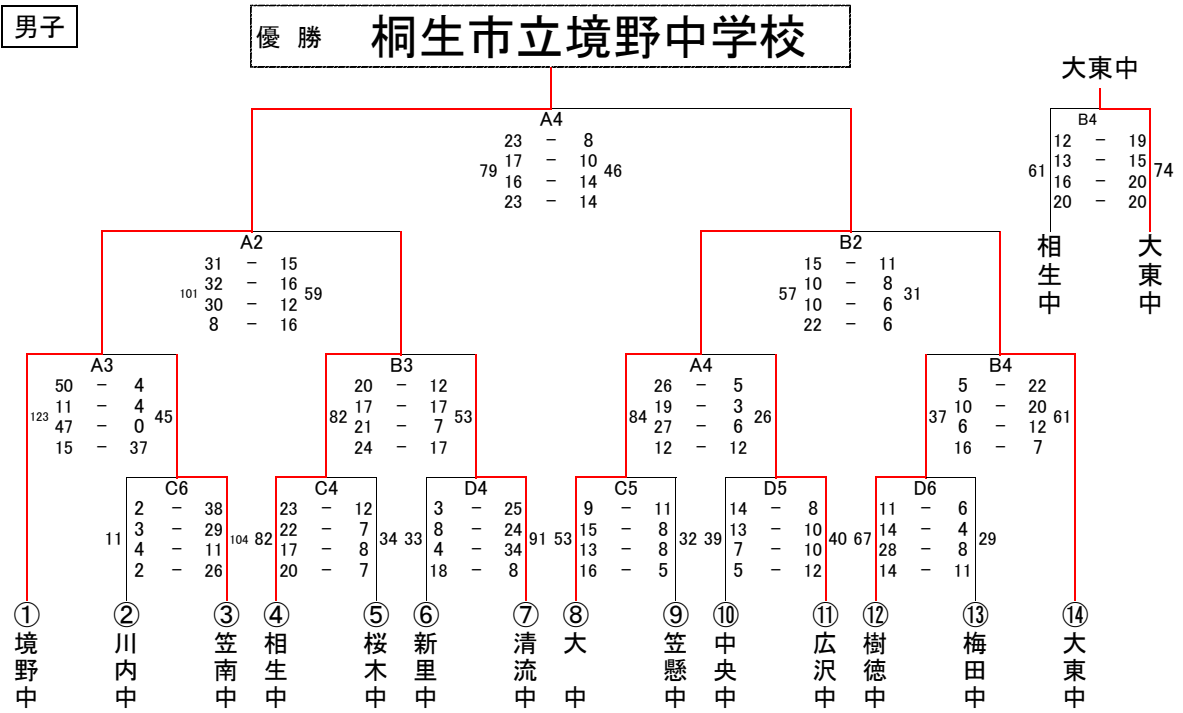 男子
優 勝 桐生市立境野中学校
大東中
A4
23 － 8
17 － 10
16 － 14
23 － 14
79 46
B4
12 － 19
13 － 15
16 － 20
20 － 20
61 74
相生中
大東中
A2
31 － 15
32 － 16
30 － 12
8 － 16
101 59
B2
15 － 11
10 － 8
10 － 6
22 － 6
57 31
A3
50 － 4
11 － 4
47 － 0
15 － 37
123 45
B3
20 － 12
17 － 17
21 － 7
24 － 17
82 53
A4
26 － 5
19 － 3
27 － 6
12 － 12
84 26
B4
5 － 22
10 － 20
6 － 12
16 － 7
37 61
C6
2 － 38
3 － 29
4 － 11
2 － 26
11 104
C4
23 － 12
22 － 7
17 － 8
20 － 7
82 34
D4
3 － 25
8 － 24
4 － 34
18 － 8
33 91
C5
9 － 11
15 － 8
13 － 8
16 － 5
53 32
D5
14 － 8
13 － 10
7 － 10
5 － 12
39 40
D6
11 － 6
14 － 4
28 － 8
14 － 11
67 29
①境野中
②川内中
③笠南中
④相生中
⑤桜木中
⑥新里中
⑦清流中
⑧大 中
⑨笠懸中
⑩中央中
⑪広沢中
⑫樹徳中
⑬梅田中
⑭大東中